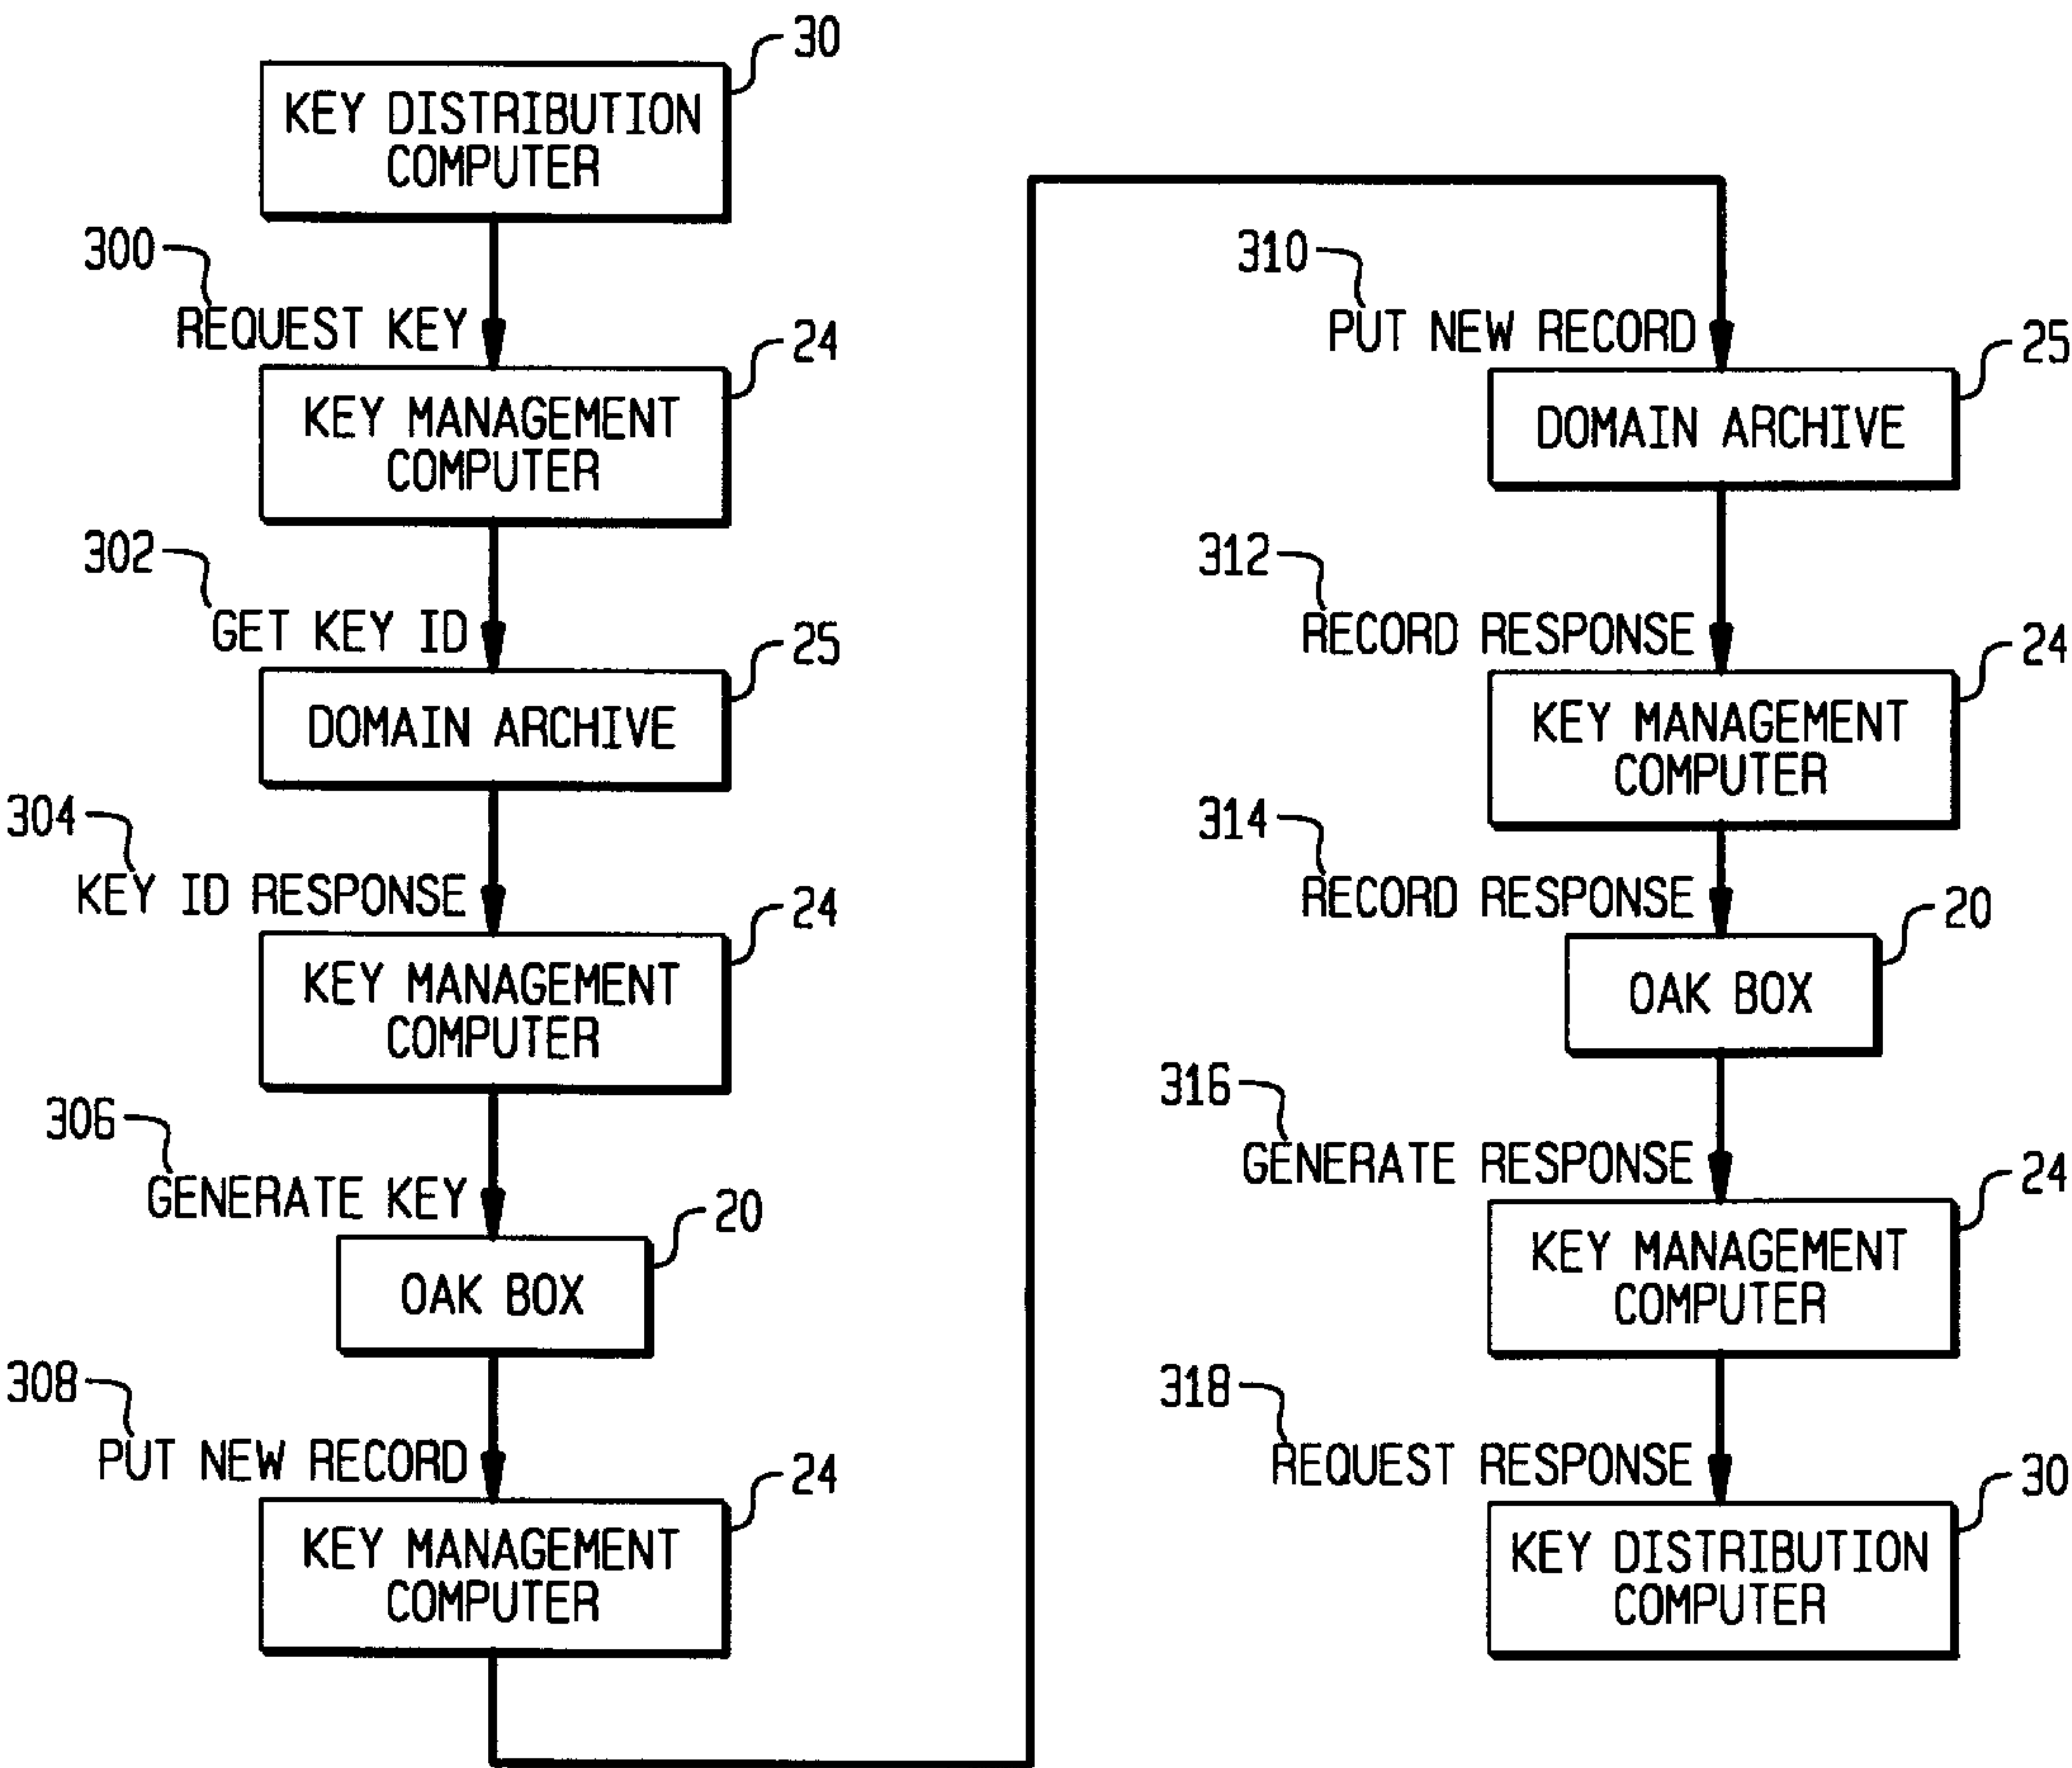 30
KEY DISTRIBUTION
COMPUTER
300
REQUEST KEY
24
KEY MANAGEMENT
COMPUTER
302
GET KEY ID
25
DOMAIN ARCHIVE
304
KEY ID RESPONSE
24
KEY MANAGEMENT
COMPUTER
306
GENERATE KEY
20
OAK BOX
308
PUT NEW RECORD
24
KEY MANAGEMENT
COMPUTER
310
PUT NEW RECORD
25
DOMAIN ARCHIVE
312
RECORD RESPONSE
24
KEY MANAGEMENT
COMPUTER
314
RECORD RESPONSE
20
OAK BOX
316
GENERATE RESPONSE
24
KEY MANAGEMENT
COMPUTER
318
REQUEST RESPONSE
30
KEY DISTRIBUTION
COMPUTER